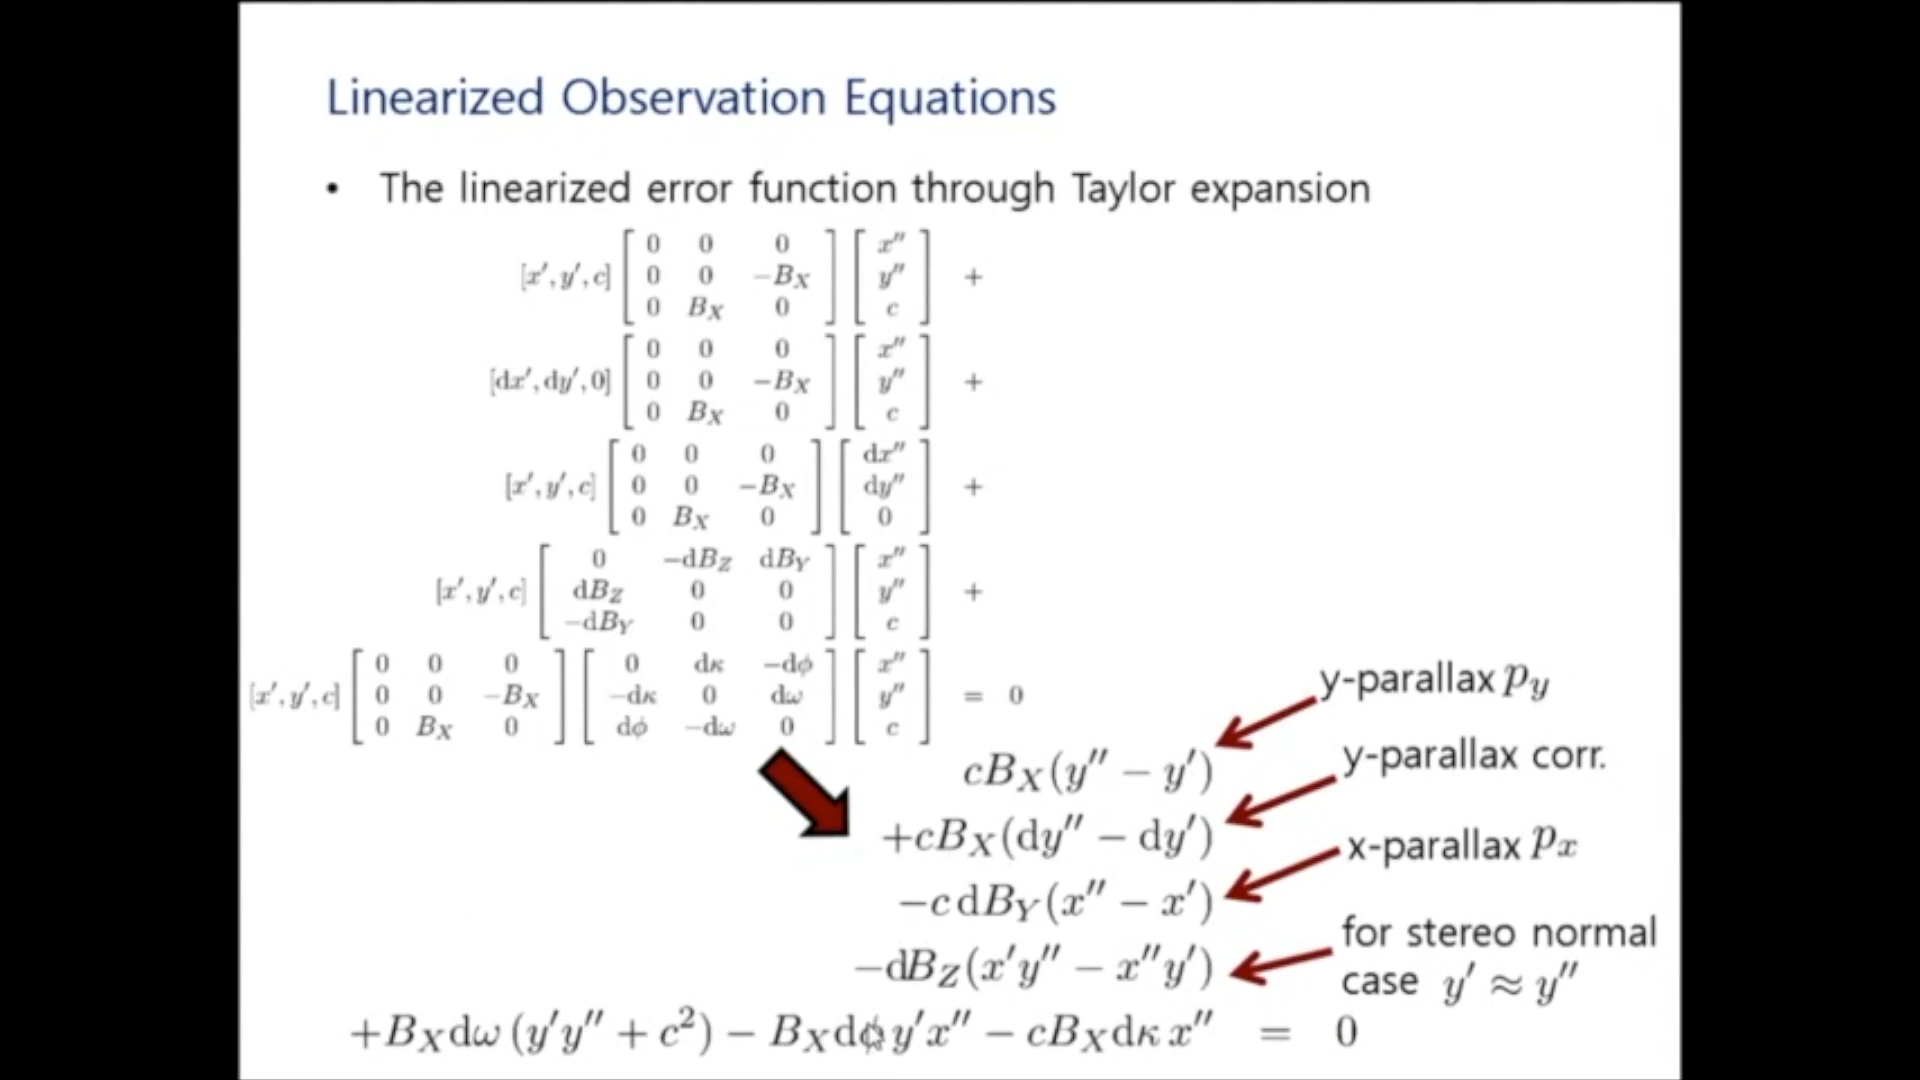 Linearized Observation Equations
• The linearized error function through Taylor expansion
[x′, y′, c] [ 0 0 0 ; 0 0 −B_X ; 0 B_X 0 ] [ x″ ; y″ ; c ] +
[dx′, dy′, 0] [ 0 0 0 ; 0 0 −B_X ; 0 B_X 0 ] [ x″ ; y″ ; c ] +
[x′, y′, c] [ 0 0 0 ; 0 0 −B_X ; 0 B_X 0 ] [ dx″ ; dy″ ; 0 ] +
[x′, y′, c] [ 0 −dB_Z dB_Y ; dB_Z 0 0 ; −dB_Y 0 0 ] [ x″ ; y″ ; c ] +
[x′, y′, c] [ 0 0 0 ; 0 0 −B_X ; 0 B_X 0 ] [ 0 dκ −dϕ ; −dκ 0 dω ; dϕ −dω 0 ] [ x″ ; y″ ; c ] = 0
y-parallax p_y
cB_X(y″ − y′)
y-parallax corr.
+cB_X(dy″ − dy′)
x-parallax p_x
−c dB_Y(x″ − x′)
for stereo normal
case y′ ≈ y″
−dB_Z(x′y″ − x″y′)
+B_X dω (y′y″ + c²) − B_X dϕ y′x″ − cB_X dκ x″ = 0